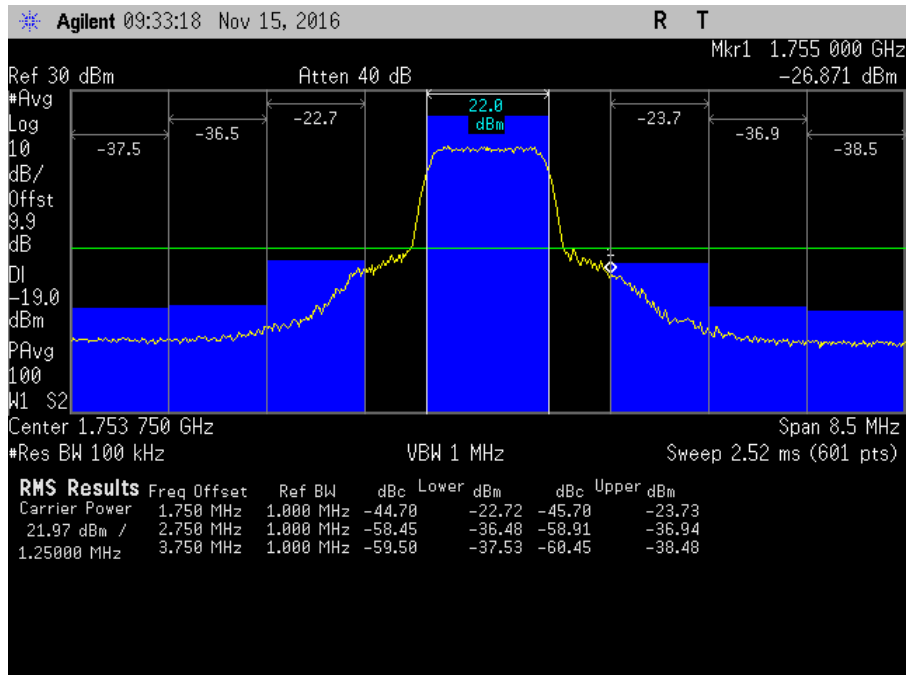 Agilent 09:33:18 Nov 15, 2016 R T
Mkr1 1.755 000 GHz
Ref 30 dBm Atten 40 dB -26.871 dBm
#Avg
Log
10
dB/
Offst
9.9
dB
DI
-19.0
dBm
PAvg
100
W1 S2
-37.5 -36.5 -22.7 22.0 dBm -23.7 -36.9 -38.5
Center 1.753 750 GHz Span 8.5 MHz
#Res BW 100 kHz VBW 1 MHz Sweep 2.52 ms (601 pts)
RMS Results Freq Offset Ref BW dBc Lower dBm dBc Upper dBm
Carrier Power 1.750 MHz 1.000 MHz -44.70 -22.72 -45.70 -23.73
21.97 dBm / 2.750 MHz 1.000 MHz -58.45 -36.48 -58.91 -36.94
1.25000 MHz 3.750 MHz 1.000 MHz -59.50 -37.53 -60.45 -38.48